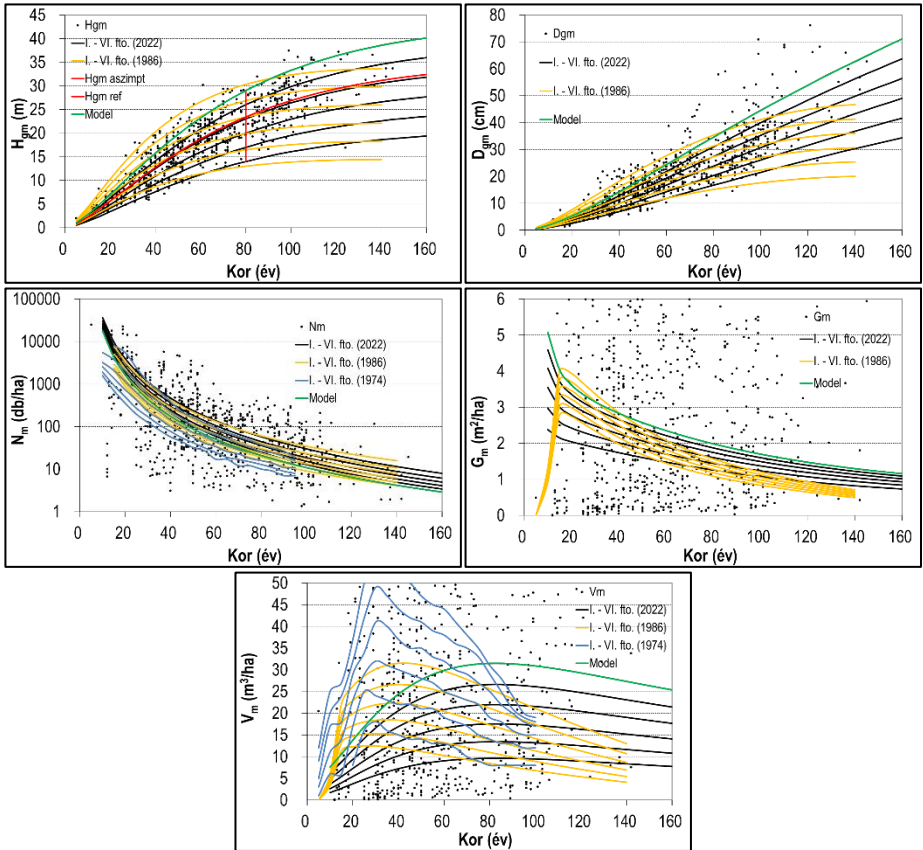 45
40
35
30
25
20
15
10
5
0
H_gm (m)
Hgm
I. - VI. fto. (2022)
I. - VI. fto. (1986)
Hgm aszimpt
Hgm ref
Model
0 20 40 60 80 100 120 140 160
Kor (év)
80
70
60
50
40
30
20
10
0
D_gm (cm)
Dgm
I. - VI. fto. (2022)
I. - VI. fto. (1986)
Model
0 20 40 60 80 100 120 140 160
Kor (év)
100000
10000
1000
100
10
1
N_m (db/ha)
Nm
I. - VI. fto. (2022)
I. - VI. fto. (1986)
I. - VI. fto. (1974)
Model
0 20 40 60 80 100 120 140 160
Kor (év)
6
5
4
3
2
1
0
G_m (m²/ha)
Gm
I. - VI. fto. (2022)
I. - VI. fto. (1986)
Model
0 20 40 60 80 100 120 140 160
Kor (év)
50
45
40
35
30
25
20
15
10
5
0
V_m (m³/ha)
Vm
I. - VI. fto. (2022)
I. - VI. fto. (1986)
I. - VI. fto. (1974)
Model
0 20 40 60 80 100 120 140 160
Kor (év)